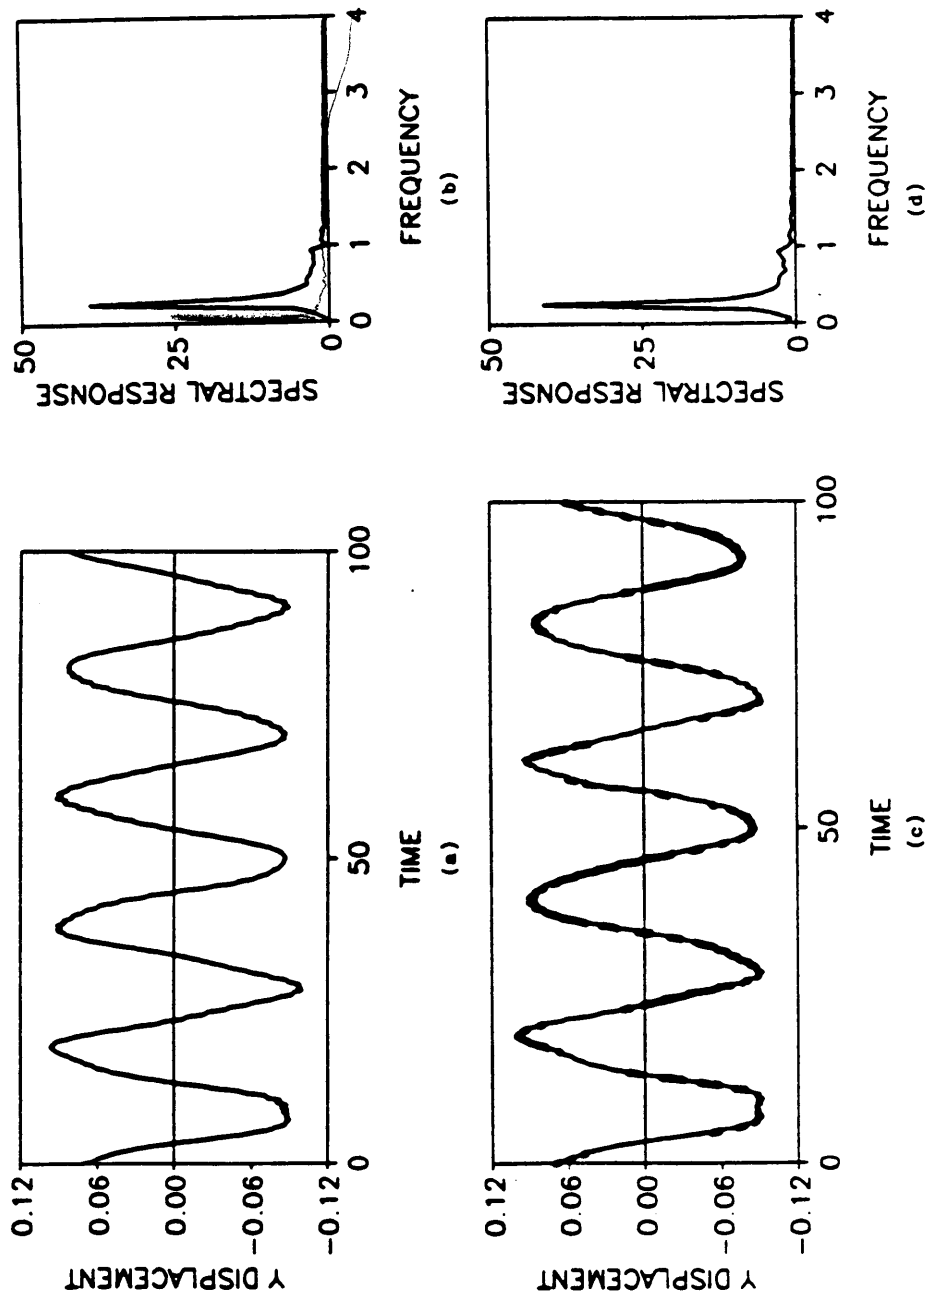 Y DISPLACEMENT
0.12
0.06
0.00
-0.06
-0.12
0
50
100
TIME
(a)
SPECTRAL RESPONSE
50
25
0
0
1
2
3
4
FREQUENCY
(b)
Y DISPLACEMENT
0.12
0.06
0.00
-0.06
-0.12
0
50
100
TIME
(c)
SPECTRAL RESPONSE
50
25
0
0
1
2
3
4
FREQUENCY
(d)